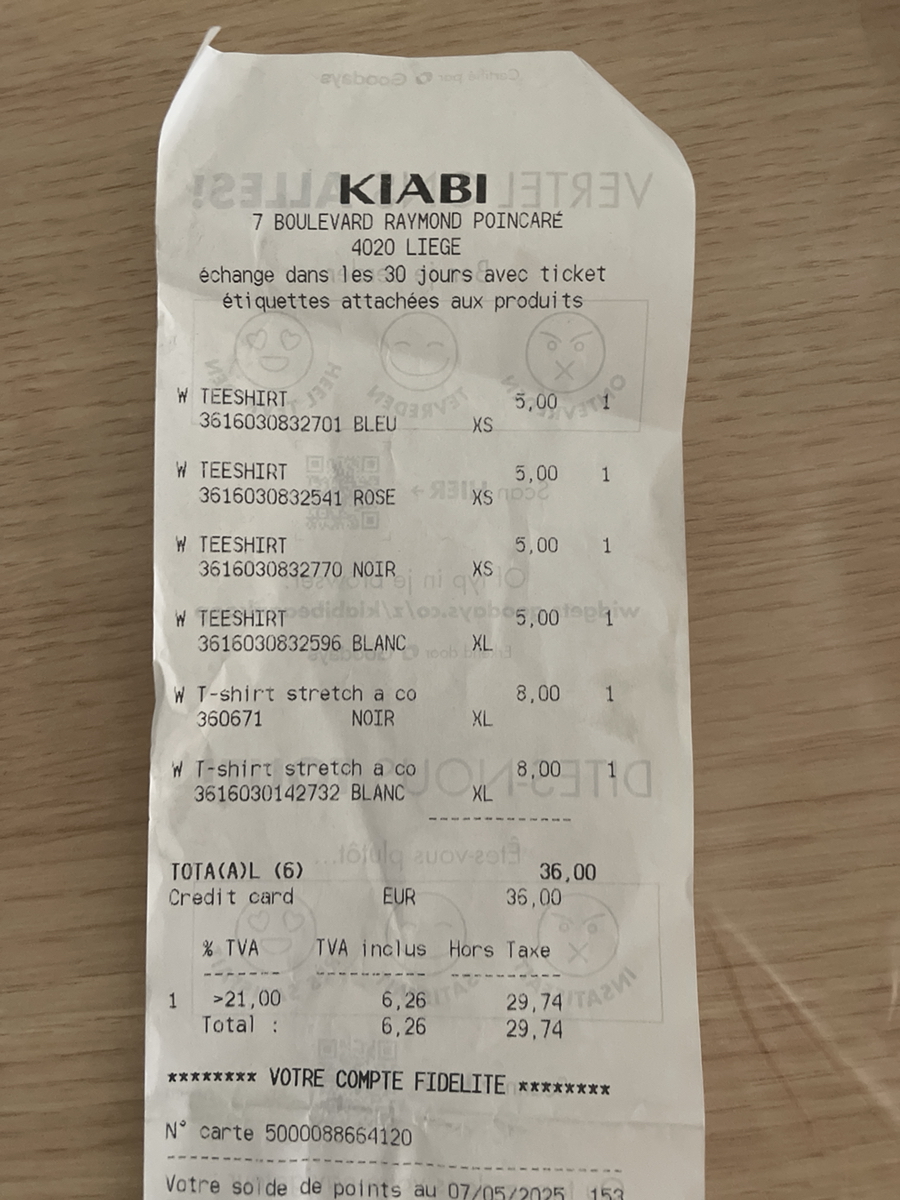 KIABI
7 BOULEVARD RAYMOND POINCARÉ
4020 LIEGE
échange dans les 30 jours avec ticket
étiquettes attachées aux produits
W TEESHIRT 5,00 1
3616030832701 BLEU XS
W TEESHIRT 5,00 1
3616030832541 ROSE XS
W TEESHIRT 5,00 1
3616030832770 NOIR XS
W TEESHIRT 5,00 1
3616030832596 BLANC XL
W T-shirt stretch a co 8,00 1
360671 NOIR XL
W T-shirt stretch a co 8,00 1
3616030142732 BLANC XL
--------------
TOTA(A)L (6) 36,00
Credit card EUR 36,00
% TVA TVA inclus Hors Taxe
------- ---------- ----------
1 >21,00 6,26 29,74
Total : 6,26 29,74
******** VOTRE COMPTE FIDELITE ********
N° carte 5000088664120
------------------------------------------
Votre solde de points au 07/05/2025 153